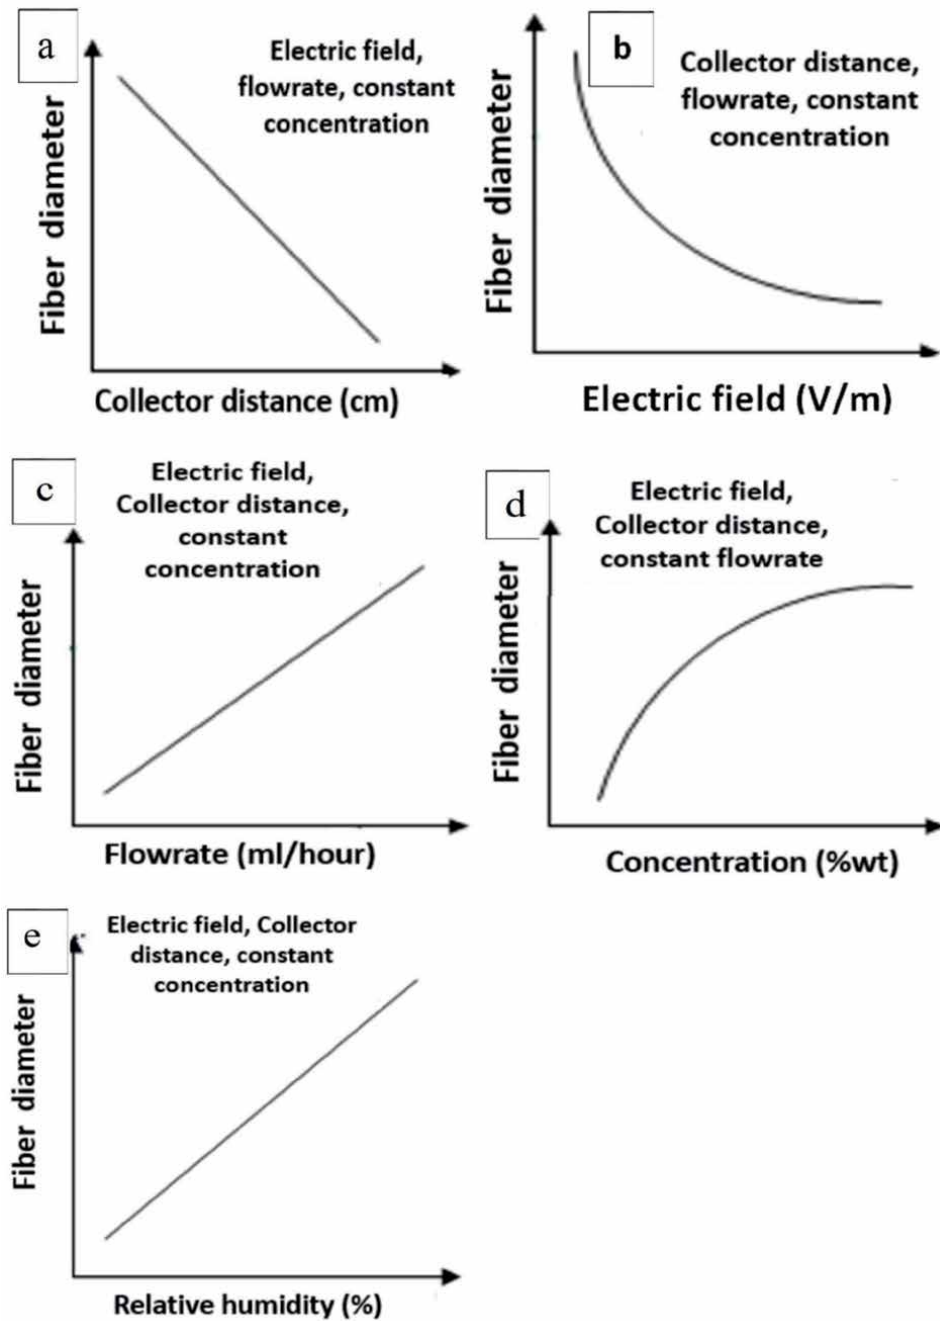 a
Electric field,
flowrate, constant
concentration
Fiber diameter
Collector distance (cm)
b
Collector distance,
flowrate, constant
concentration
Fiber diameter
Electric field (V/m)
c
Electric field,
Collector distance,
constant
concentration
Fiber diameter
Flowrate (ml/hour)
d
Electric field,
Collector distance,
constant flowrate
Fiber diameter
Concentration (%wt)
e
Electric field, Collector
distance, constant
concentration
Fiber diameter
Relative humidity (%)